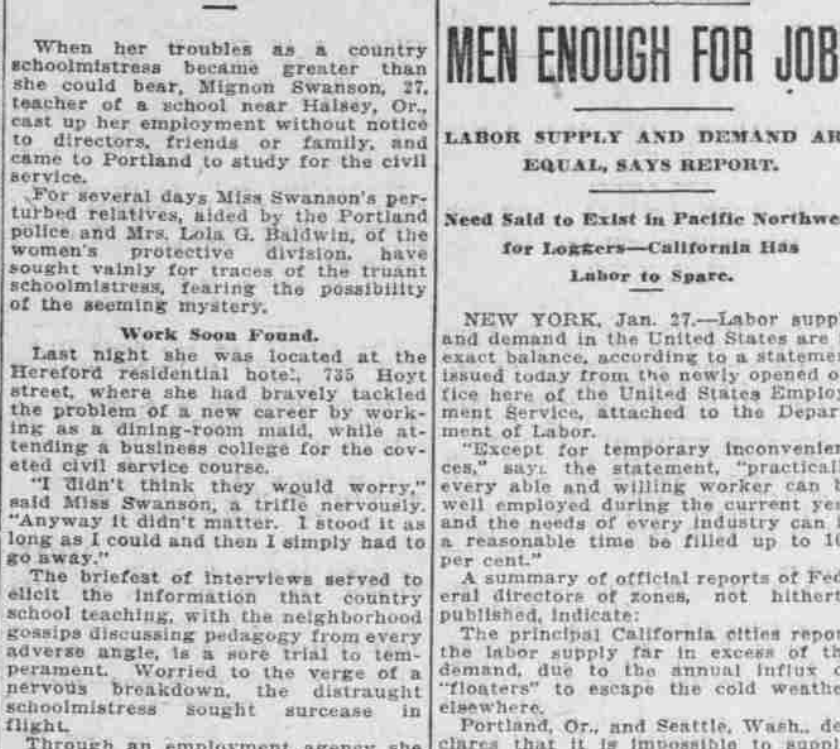 When her troubles as a country
schoolmistress became greater than
she could bear, Mignon Swanson, 27,
teacher of a school near Halsey, Or.,
cast up her employment without notice
to directors, friends or family, and
came to Portland to study for the civil
service.
For several days Miss Swanson's per-
turbed relatives, aided by the Portland
police and Mrs. Lola G. Baldwin, of the
women's protective division, have
sought vainly for traces of the truant
schoolmistress, fearing the possibility
of the seeming mystery.
Work Soon Found.
Last night she was located at the
Hereford residential hotel, 735 Hoyt
street, where she had bravely tackled
the problem of a new career by work-
ing as a dining-room maid, while at-
tending a business college for the cov-
eted civil service course.
"I didn't think they would worry,"
said Miss Swanson, a trifle nervously.
"Anyway it didn't matter. I stood it as
long as I could and then I simply had to
go away."
The briefest of interviews served to
elicit the information that country
school teaching, with the neighborhood
gossips discussing pedagogy from every
adverse angle, is a sore trial to tem-
perament. Worried to the verge of a
nervous breakdown, the distraught
schoolmistress sought surcease in
flight.
Through an employment agency she
MEN ENOUGH FOR JOB
LABOR SUPPLY AND DEMAND AR
EQUAL, SAYS REPORT.
Need Said to Exist in Pacific Northwe
for Loggers—California Has
Labor to Spare.
NEW YORK, Jan. 27.—Labor suppl
and demand in the United States are
exact balance, according to a stateme
issued today from the newly opened o
fice here of the United States Employ
ment Service, attached to the Depar
ment of Labor.
"Except for temporary inconvenien
ces," says the statement, "practicall
every able and willing worker can b
well employed during the current yea
and the needs of every industry can
a reasonable time be filled up to 10
per cent."
A summary of official reports of Fed
eral directors of zones, not hithert
published, indicate:
The principal California cities repor
the labor supply far in excess of th
demand, due to the annual influx o
"floaters" to escape the cold weathe
elsewhere.
Portland, Or., and Seattle, Wash., de
clares that it is impossible to supp